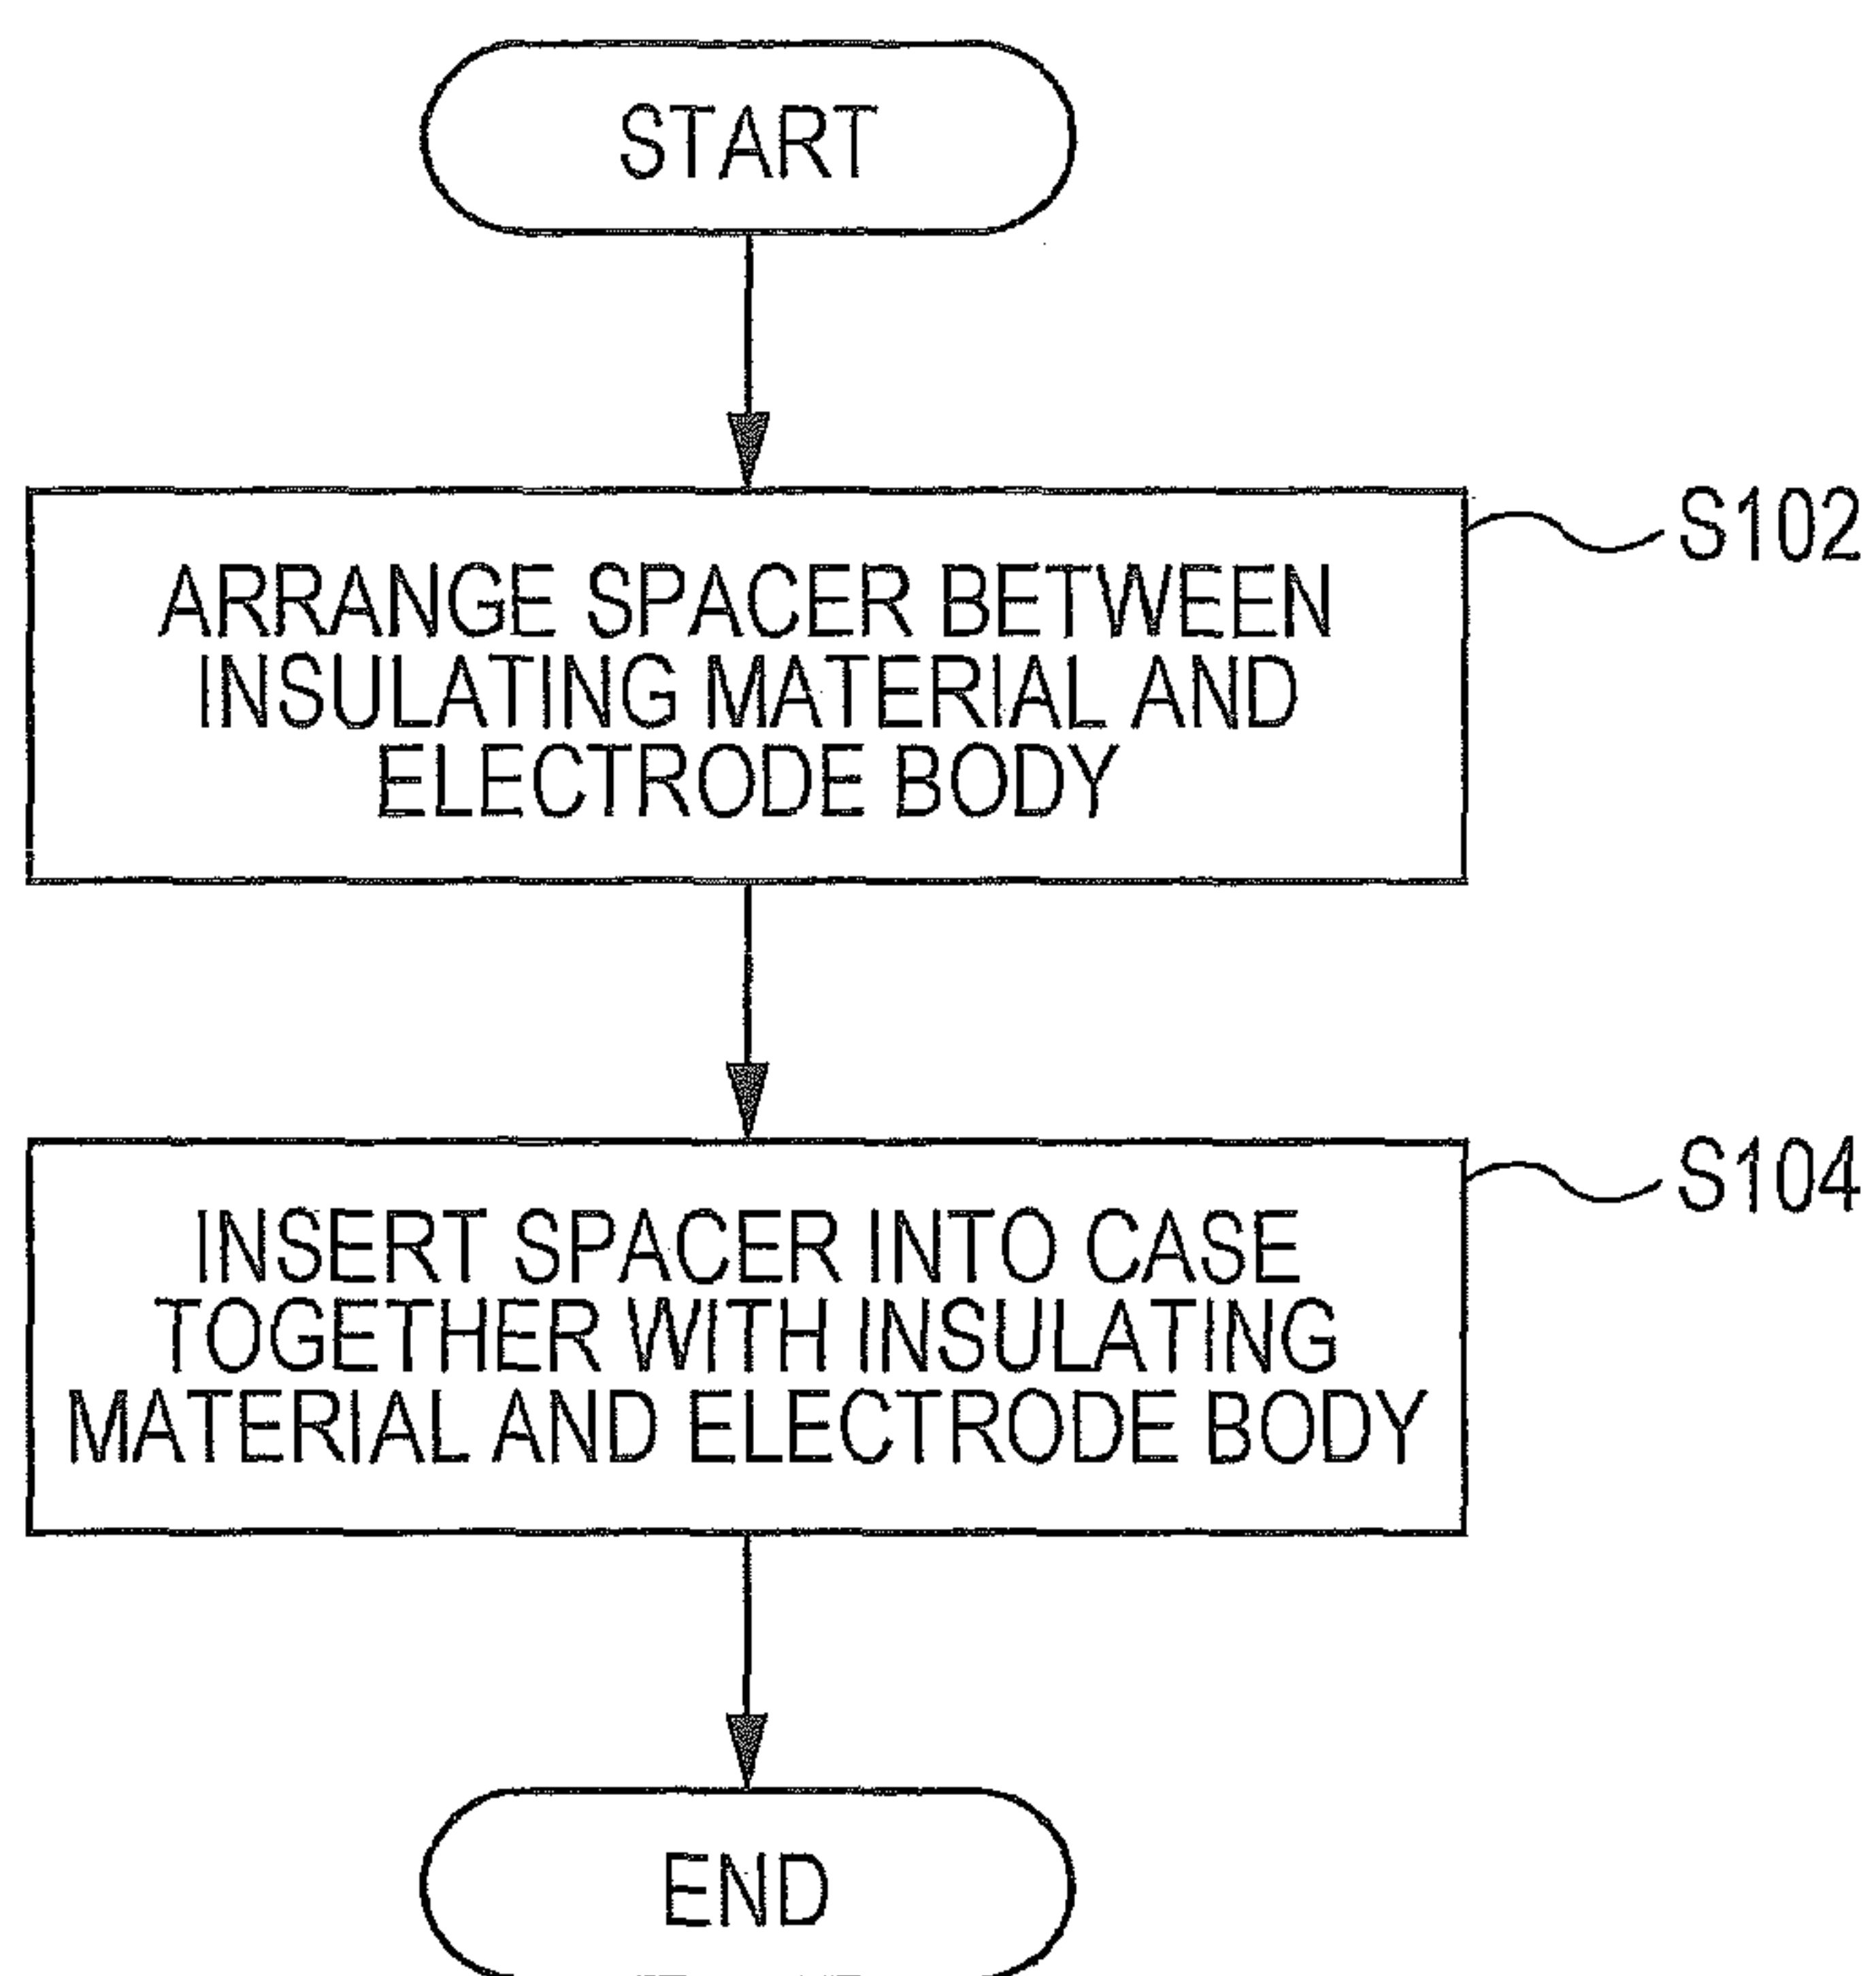 START
S102
ARRANGE SPACER BETWEEN
INSULATING MATERIAL AND
ELECTRODE BODY
S104
INSERT SPACER INTO CASE
TOGETHER WITH INSULATING
MATERIAL AND ELECTRODE BODY
END